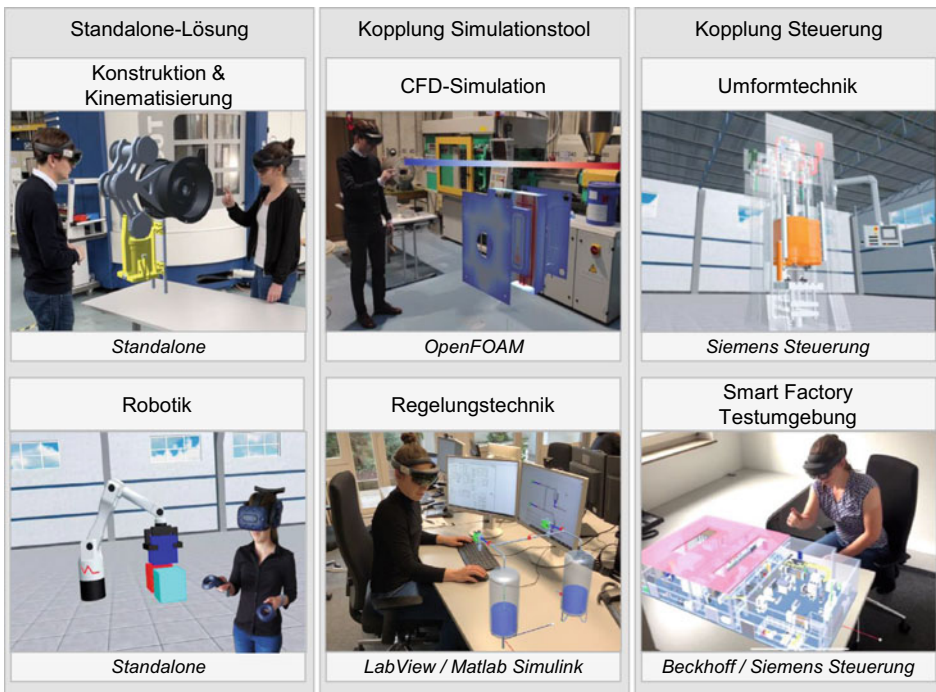 Standalone-Lösung
Konstruktion &
Kinematisierung
Standalone
Robotik
Standalone
Kopplung Simulationstool
CFD-Simulation
OpenFOAM
Regelungstechnik
LabView / Matlab Simulink
Kopplung Steuerung
Umformtechnik
Siemens Steuerung
Smart Factory
Testumgebung
Beckhoff / Siemens Steuerung